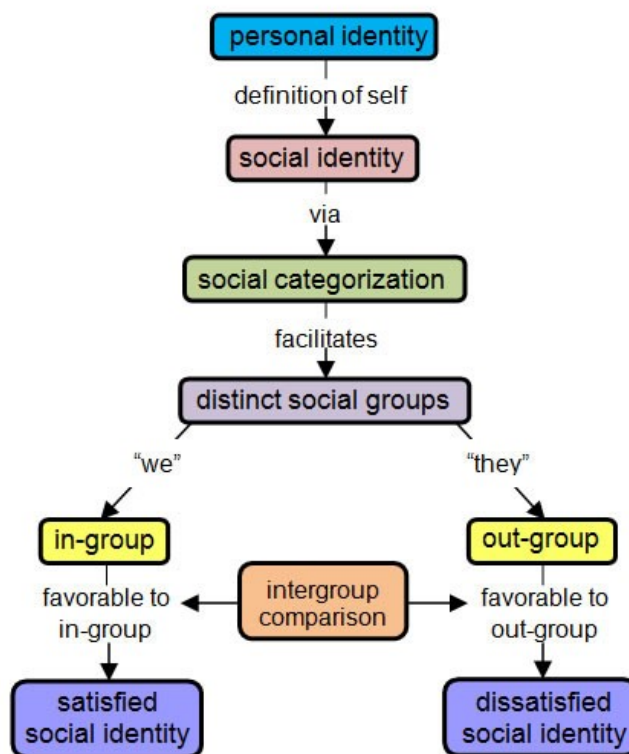 personal identity
definition of self
social identity
via
social categorization
facilitates
distinct social groups
“we”
“they”
in-group
out-group
favorable to
in-group
intergroup
comparison
favorable to
out-group
satisfied
social identity
dissatisfied
social identity